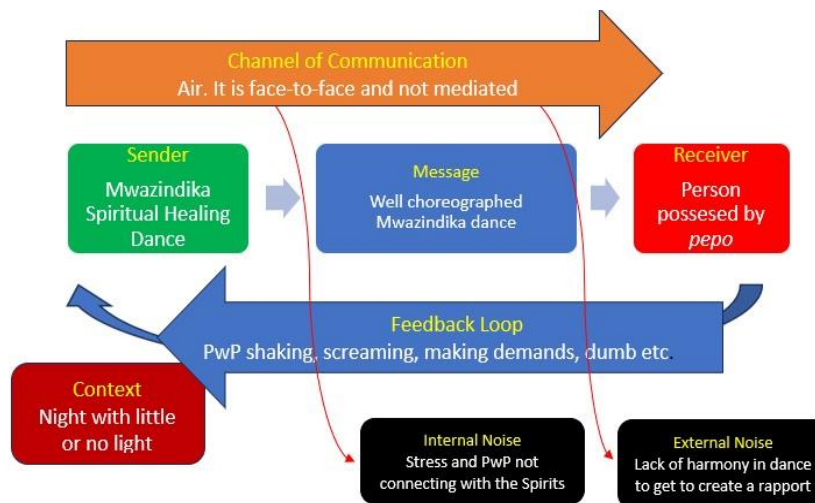 Channel of Communication
Air. It is face-to-face and not mediated
Sender
Mwazindika
Spiritual Healing
Dance
Message
Well choreographed
Mwazindika dance
Receiver
Person
possesed by
pepo
Feedback Loop
PwP shaking, screaming, making demands, dumb etc.
Context
Night with little
or no light
Internal Noise
Stress and PwP not
connecting with the Spirits
External Noise
Lack of harmony in dance
to get to create a rapport